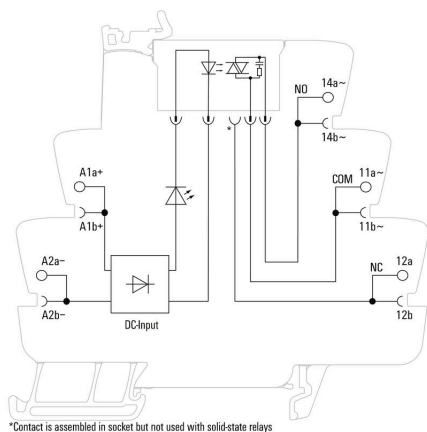 *
NO
14a~
14b~
A1a+
COM
11a~
A1b+
11b~
A2a–
NC
12a
A2b–
12b
DC-Input
*Contact is assembled in socket but not used with solid-state relays